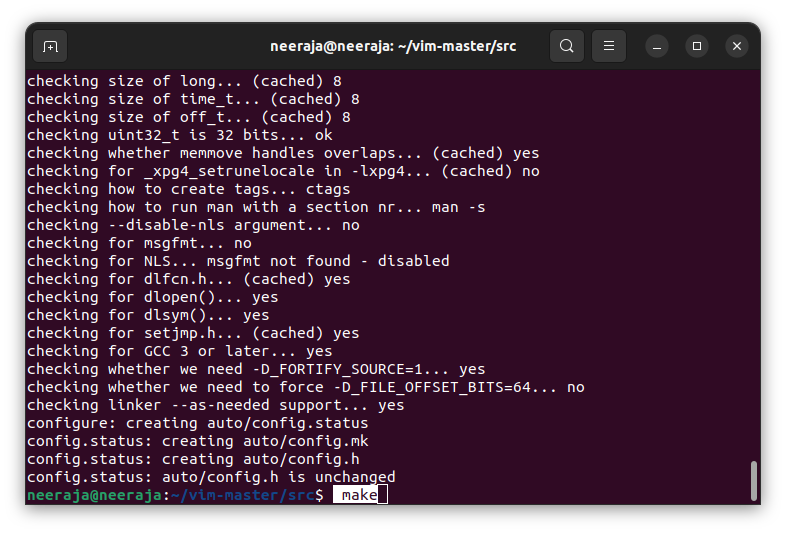 neeraja@neeraja: ~/vim-master/src
checking size of long... (cached) 8
checking size of time_t... (cached) 8
checking size of off_t... (cached) 8
checking uint32_t is 32 bits... ok
checking whether memmove handles overlaps... (cached) yes
checking for _xpg4_setrunelocale in -lxpg4... (cached) no
checking how to create tags... ctags
checking how to run man with a section nr... man -s
checking --disable-nls argument... no
checking for msgfmt... no
checking for NLS... msgfmt not found - disabled
checking for dlfcn.h... (cached) yes
checking for dlopen()... yes
checking for dlsym()... yes
checking for setjmp.h... (cached) yes
checking for GCC 3 or later... yes
checking whether we need -D_FORTIFY_SOURCE=1... yes
checking whether we need to force -D_FILE_OFFSET_BITS=64... no
checking linker --as-needed support... yes
configure: creating auto/config.status
config.status: creating auto/config.mk
config.status: creating auto/config.h
config.status: auto/config.h is unchanged
neeraja@neeraja:~/vim-master/src$  make